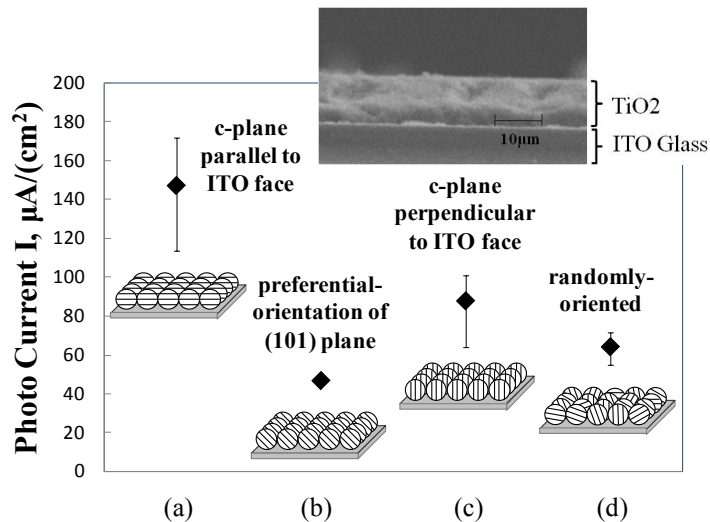 TiO2
10μm
ITO Glass
Photo Current I, μA/(cm²)
200
180
160
140
120
100
80
60
40
20
0
c-plane
parallel to
ITO face
preferential-
orientation of
(101) plane
c-plane
perpendicular
to ITO face
randomly-
oriented
(a) (b) (c) (d)